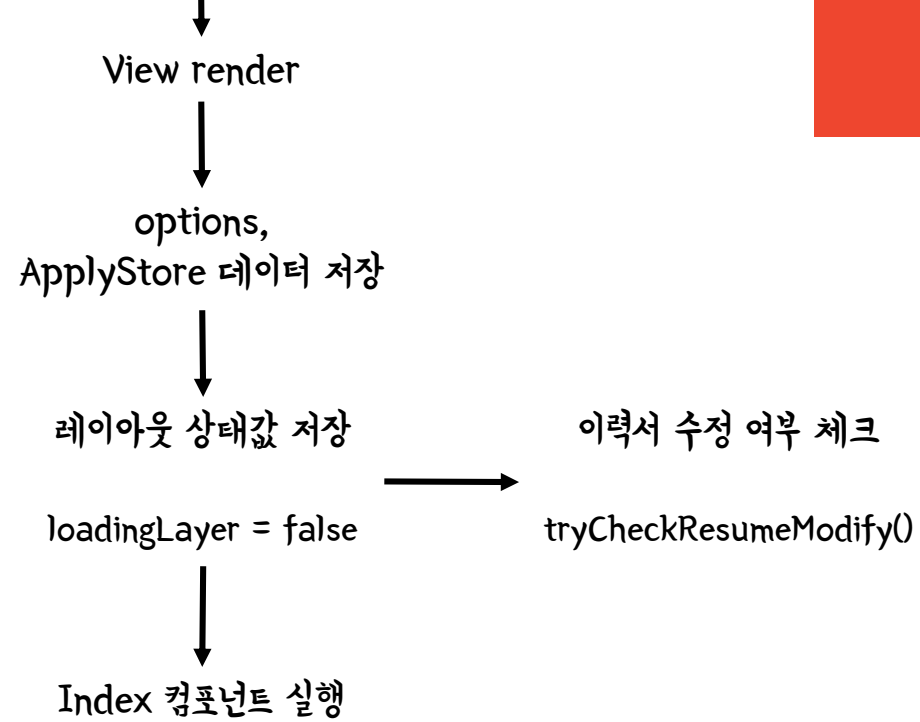 View render
options,
ApplyStore 데이터 저장
레이아웃 상태값 저장
이력서 수정 여부 체크
loadingLayer = false
tryCheckResumeModify()
Index 컴포넌트 실행